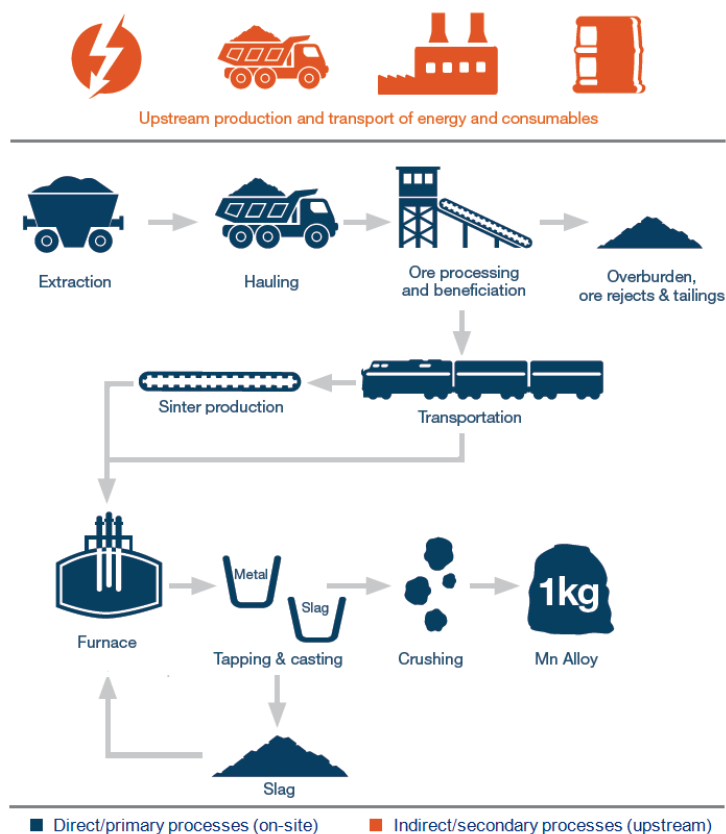 Upstream production and transport of energy and consumables
Extraction
Hauling
Ore processing
and beneficiation
Overburden,
ore rejects & tailings
Sinter production
Transportation
Metal
Slag
1kg
Furnace
Tapping & casting
Crushing
Mn Alloy
Slag
Direct/primary processes (on-site)
Indirect/secondary processes (upstream)